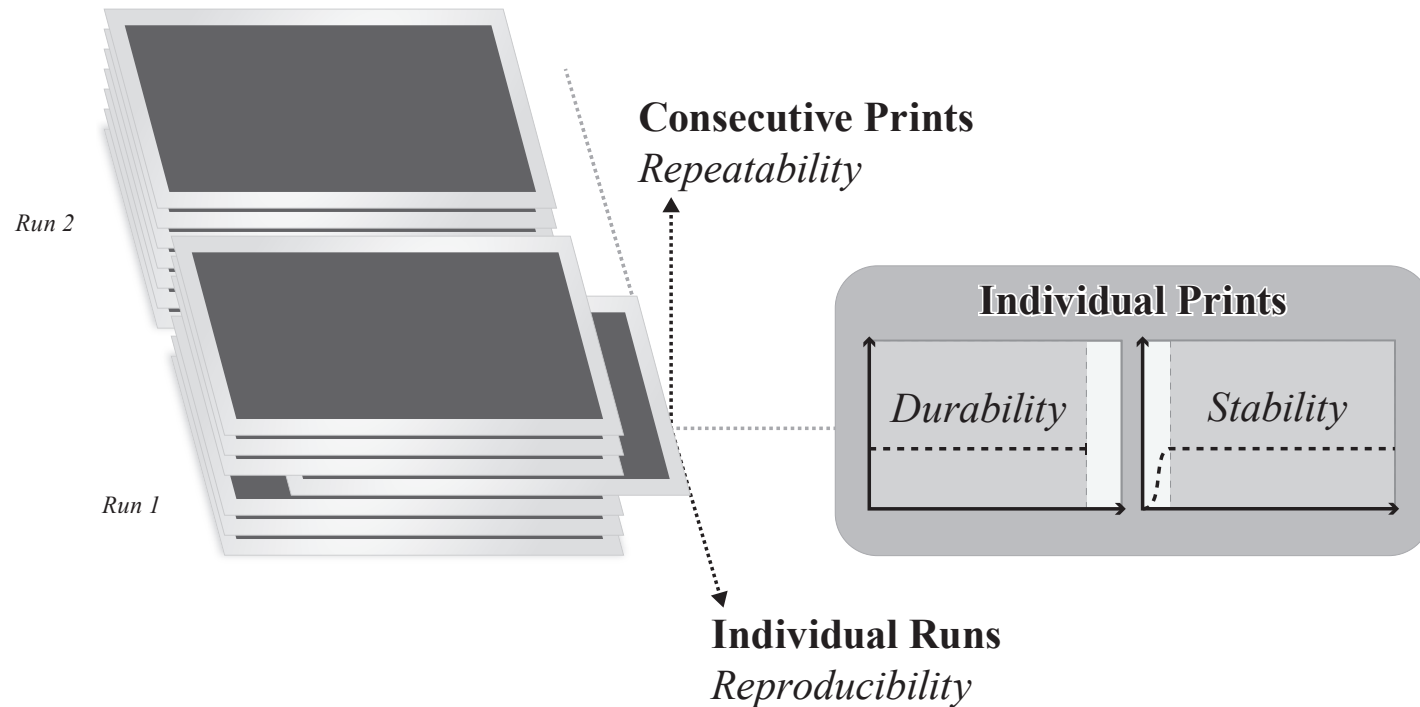 Consecutive Prints
Repeatability
Run 2
Individual Prints
Durability
Stability
Run 1
Individual Runs
Reproducibility